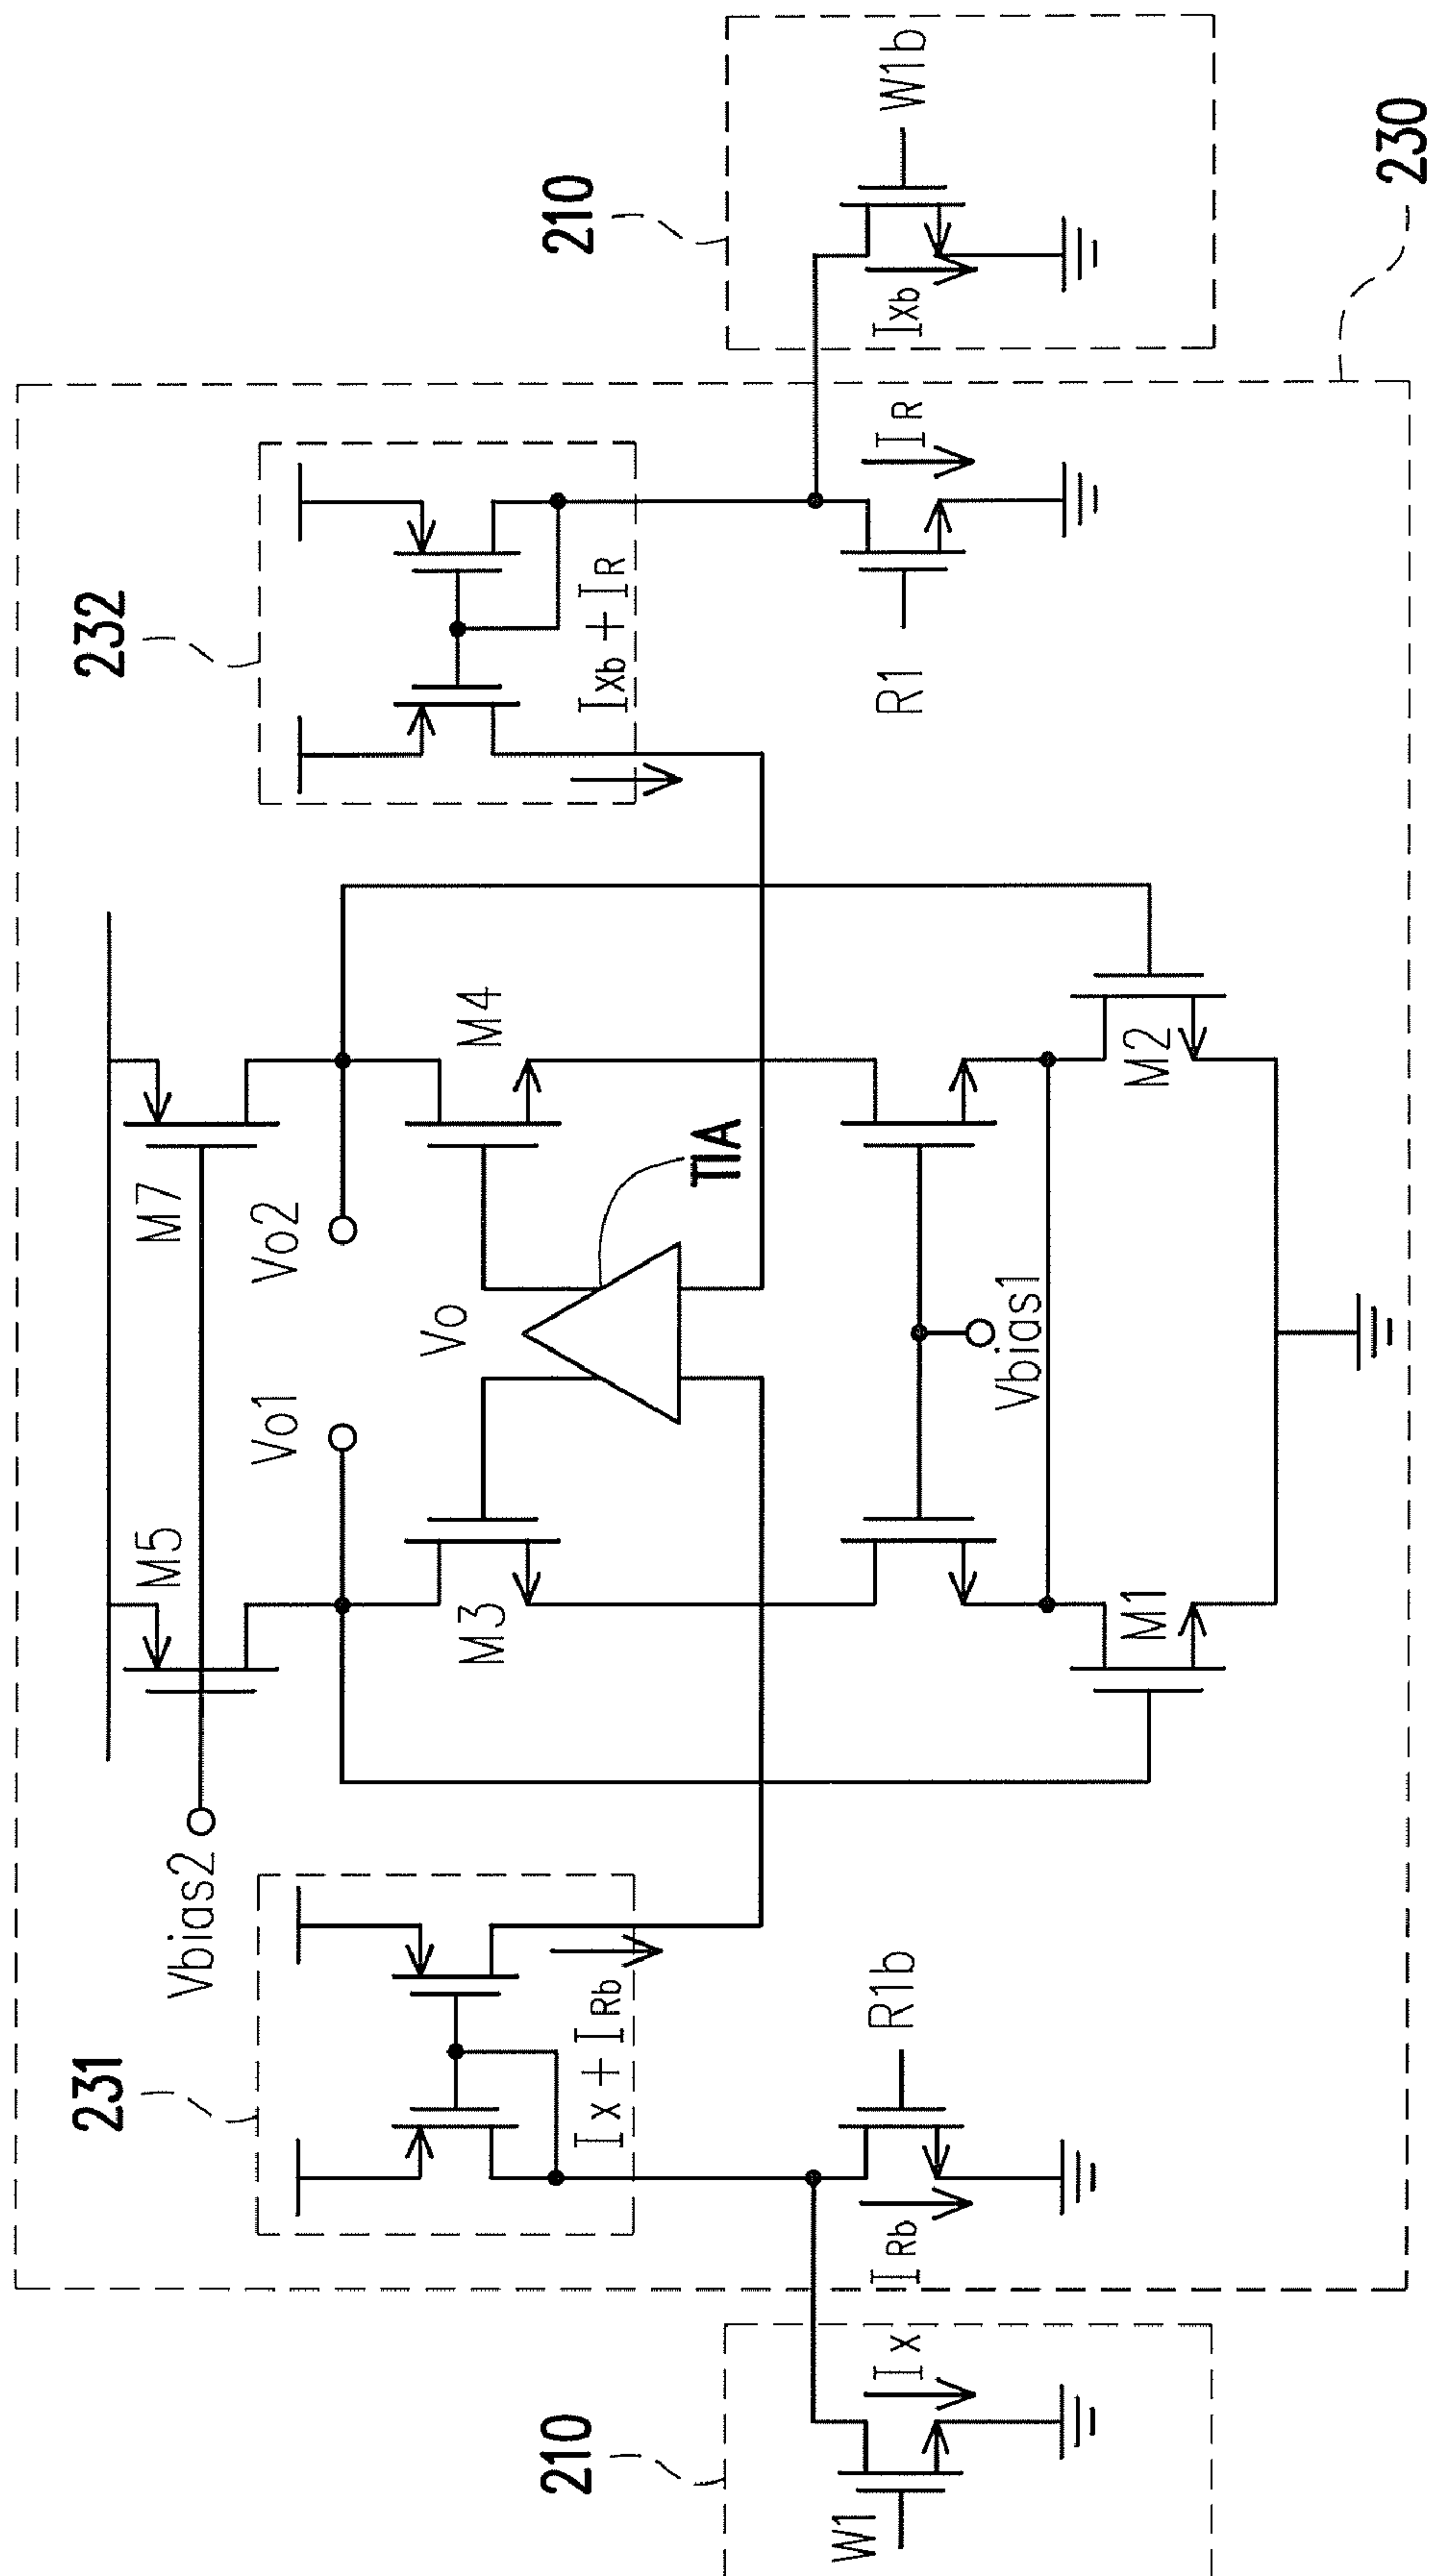 Vbias2
M5
M7
231
232
Vo1
Vo2
Vo
IX + IRb
IXb + IR
M3
M4
TIA
210
210
W1
IX
IRb
R1b
R1
IR
IXb
W1b
Vbias1
M1
M2
230